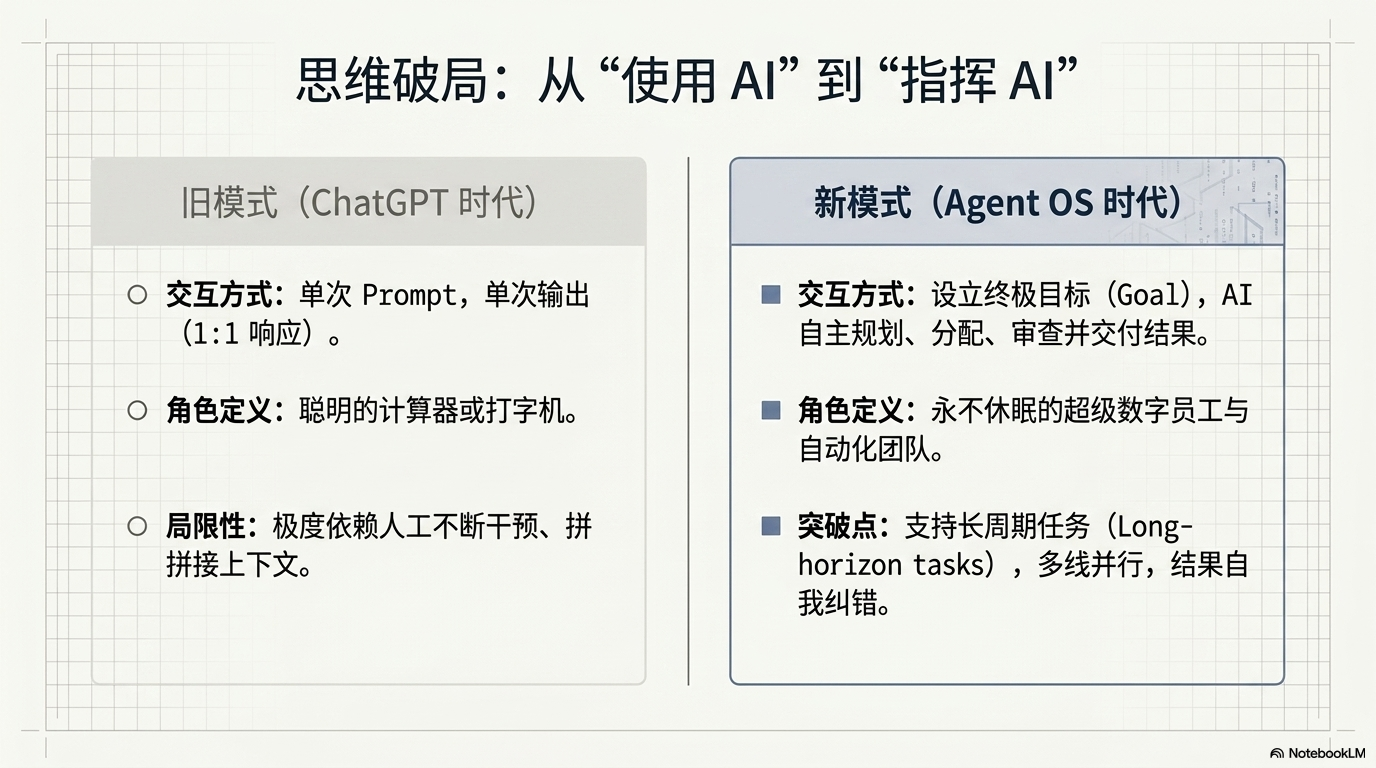 思维破局：从“使用 AI”到“指挥 AI”
旧模式（ChatGPT 时代）
交互方式：单次 Prompt，单次输出
（1:1 响应）。
角色定义：聪明的计算器或打字机。
局限性：极度依赖人工不断干预、拼
拼接上下文。
新模式（Agent OS 时代）
交互方式：设立终极目标（Goal），AI
自主规划、分配、审查并交付结果。
角色定义：永不休眠的超级数字员工与
自动化团队。
突破点：支持长周期任务（Long-
horizon tasks），多线并行，结果自
我纠错。
NotebookLM